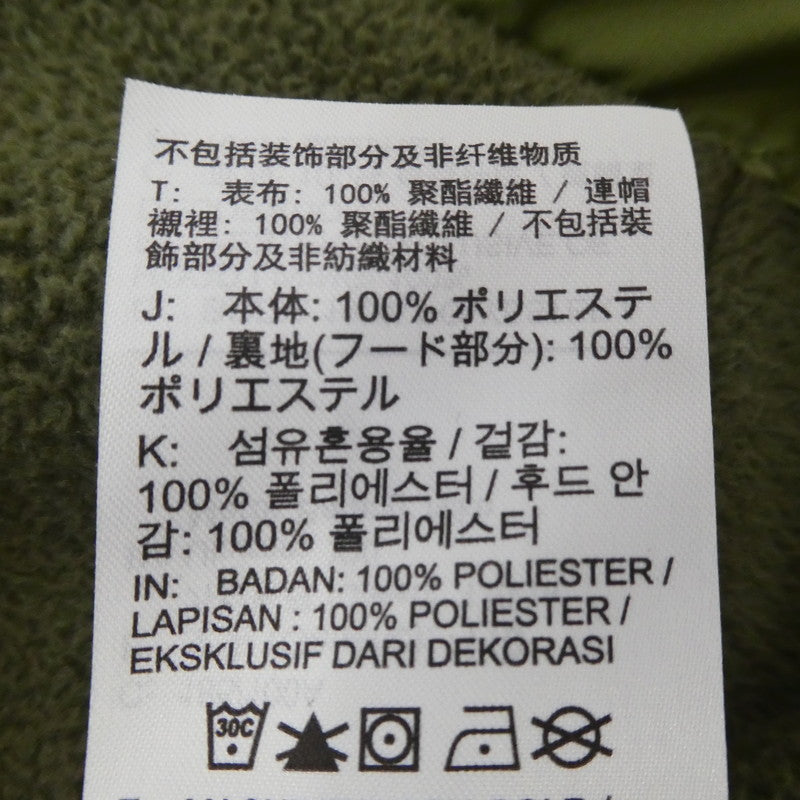 不包括装饰部分及非纤维物质
T: 表布: 100% 聚酯纖維 / 連帽
襯裡: 100% 聚酯纖維 / 不包括裝
飾部分及非紡織材料
J: 本体: 100% ポリエステ
ル / 裏地(フード部分): 100%
ポリエステル
K: 섬유혼용율 / 겉감:
100% 폴리에스터 / 후드 안
감: 100% 폴리에스터
IN: BADAN: 100% POLIESTER /
LAPISAN : 100% POLIESTER /
EKSKLUSIF DARI DEKORASI
30C